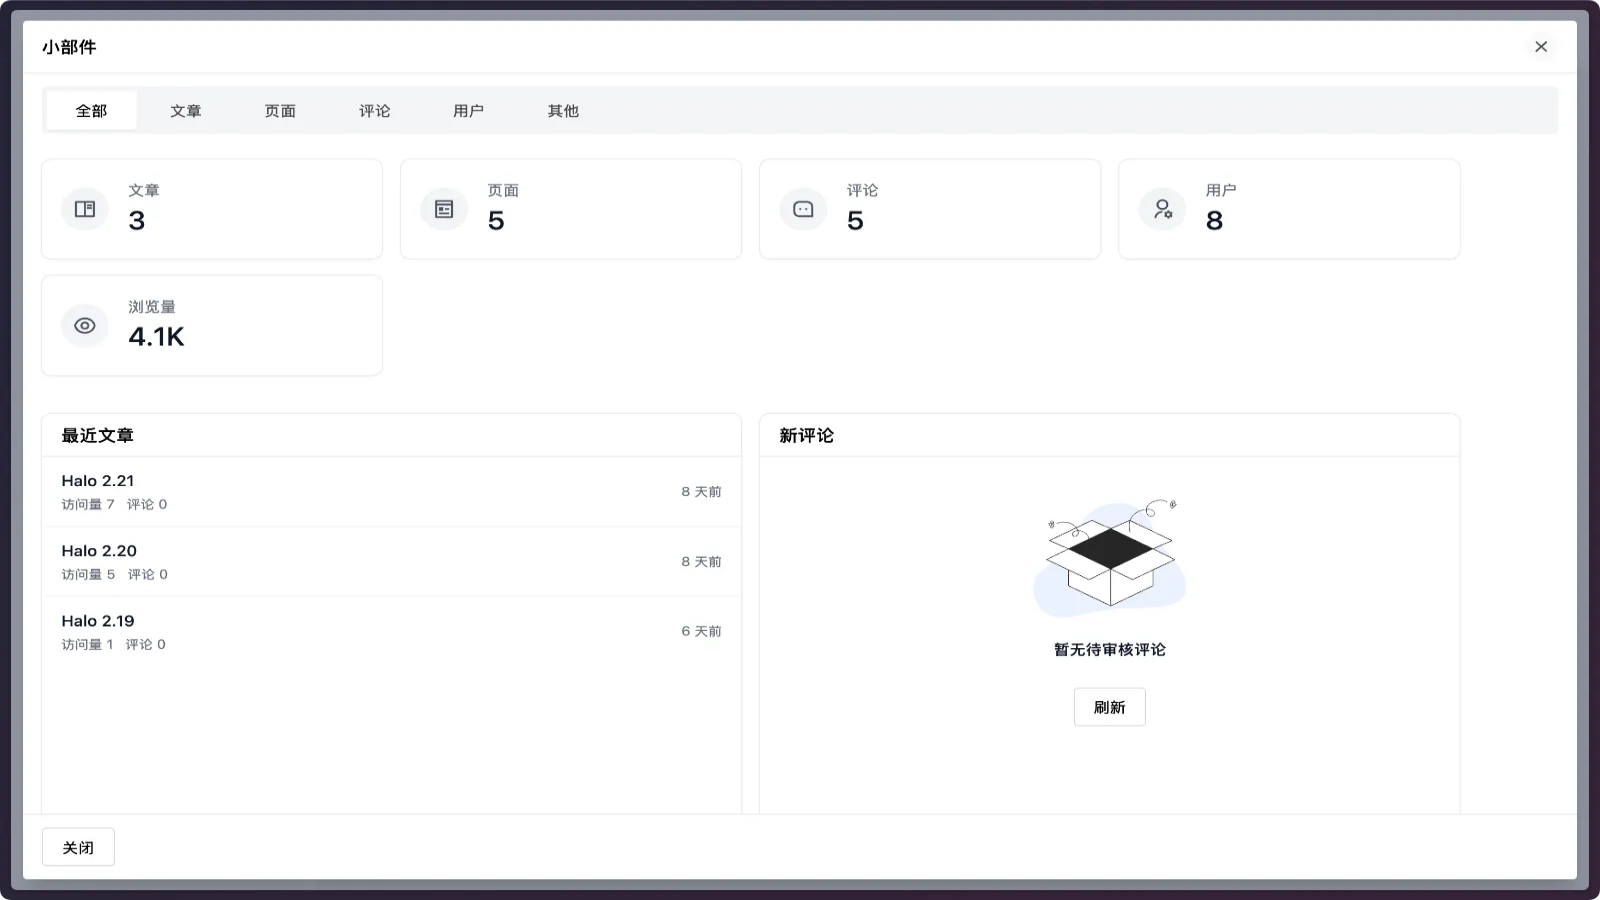 小部件
全部 文章 页面 评论 用户 其他
文章
3
页面
5
评论
5
用户
8
浏览量
4.1K
最近文章
Halo 2.21
访问量 7 评论 0
8 天前
Halo 2.20
访问量 5 评论 0
8 天前
Halo 2.19
访问量 1 评论 0
6 天前
新评论
暂无待审核评论
刷新
关闭